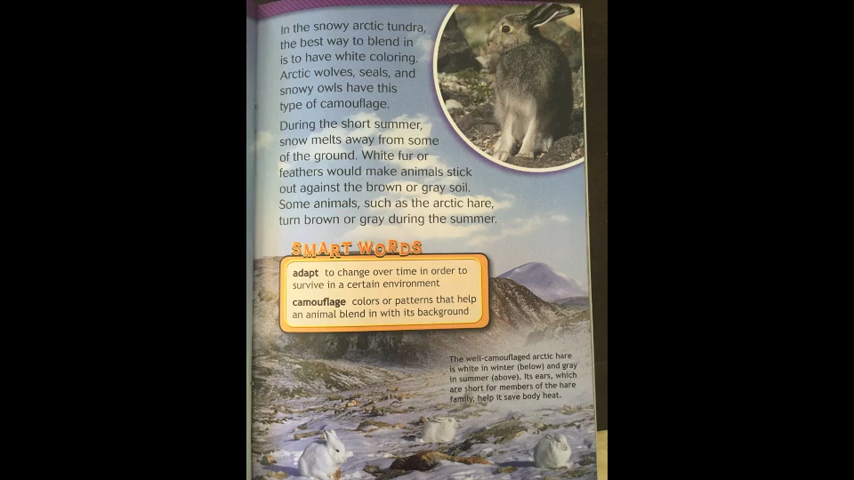 In the snowy arctic tundra,
the best way to blend in
is to have white coloring.
Arctic wolves, seals, and
snowy owls have this
type of camouflage.
During the short summer,
snow melts away from some
of the ground. White fur or
feathers would make animals stick
out against the brown or gray soil.
Some animals, such as the arctic hare,
turn brown or gray during the summer.
SMART WORDS
adapt to change over time in order to
survive in a certain environment
camouflage colors or patterns that help
an animal blend in with its background
The well-camouflaged arctic hare
is white in winter (below) and gray
in summer (above). Its ears, which
are short for members of the hare
family, help it save body heat.